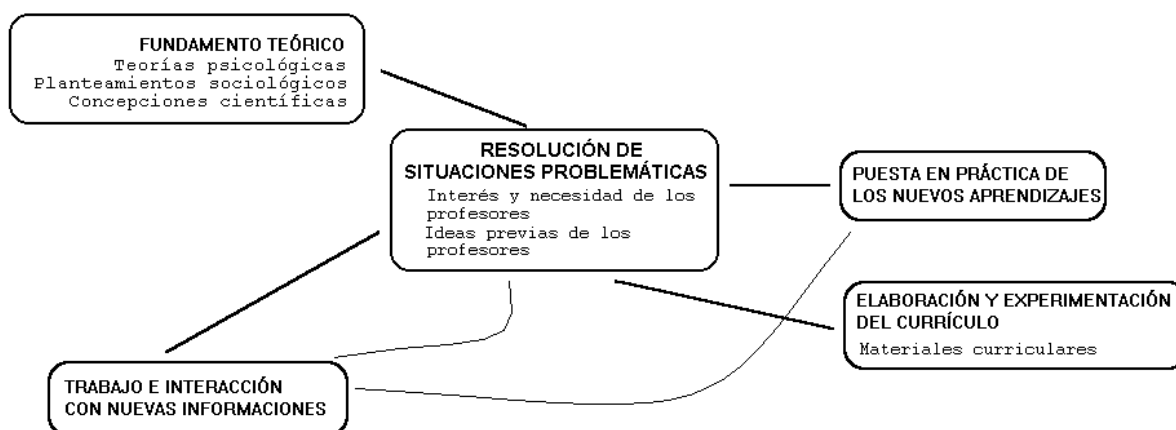 FUNDAMENTO TEÓRICO
Teorías psicológicas
Planteamientos sociológicos
Concepciones científicas
RESOLUCIÓN DE
SITUACIONES PROBLEMÁTICAS
Interés y necesidad de los
profesores
Ideas previas de los
profesores
PUESTA EN PRÁCTICA DE
LOS NUEVOS APRENDIZAJES
ELABORACIÓN Y EXPERIMENTACIÓN
DEL CURRÍCULO
Materiales curriculares
TRABAJO E INTERACCIÓN
CON NUEVAS INFORMACIONES